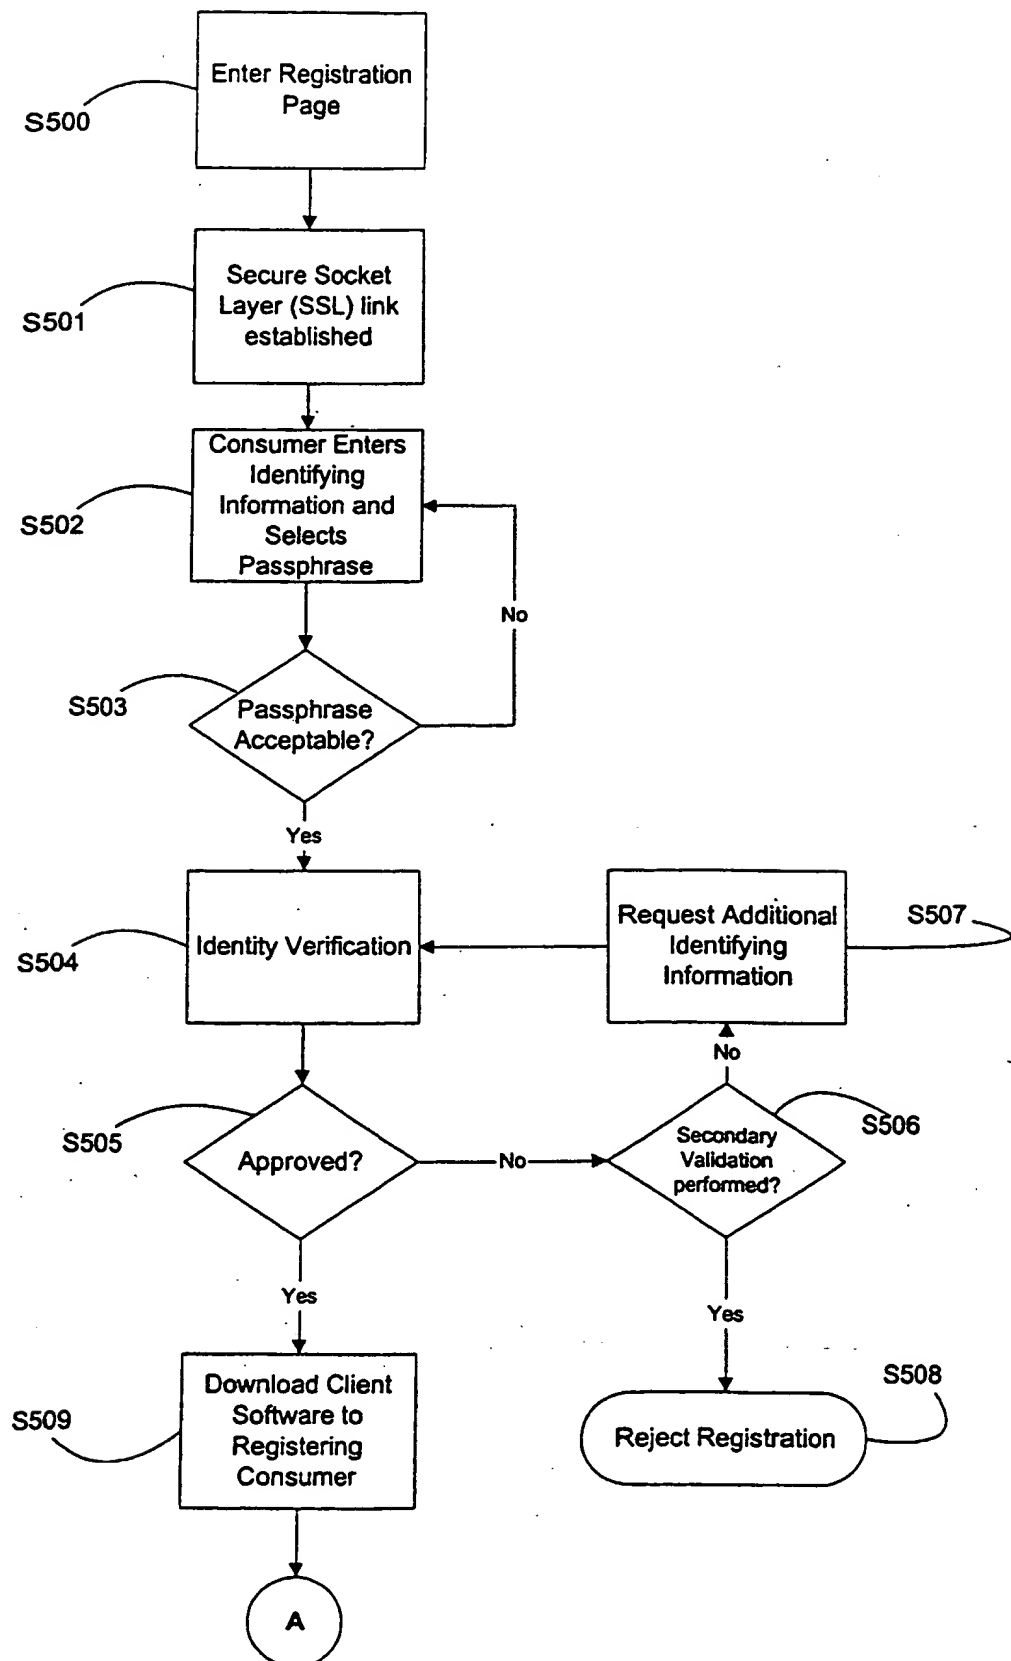 Enter Registration
Page
S500
Secure Socket
Layer (SSL) link
established
S501
Consumer Enters
Identifying
Information and
Selects
Passphrase
S502
No
S503
Passphrase
Acceptable?
Yes
Identity Verification
S504
Request Additional
Identifying
Information
S507
No
S505
Approved?
No
Secondary
Validation
performed?
S506
Yes
Yes
Download Client
Software to
Registering
Consumer
S509
Reject Registration
S508
A